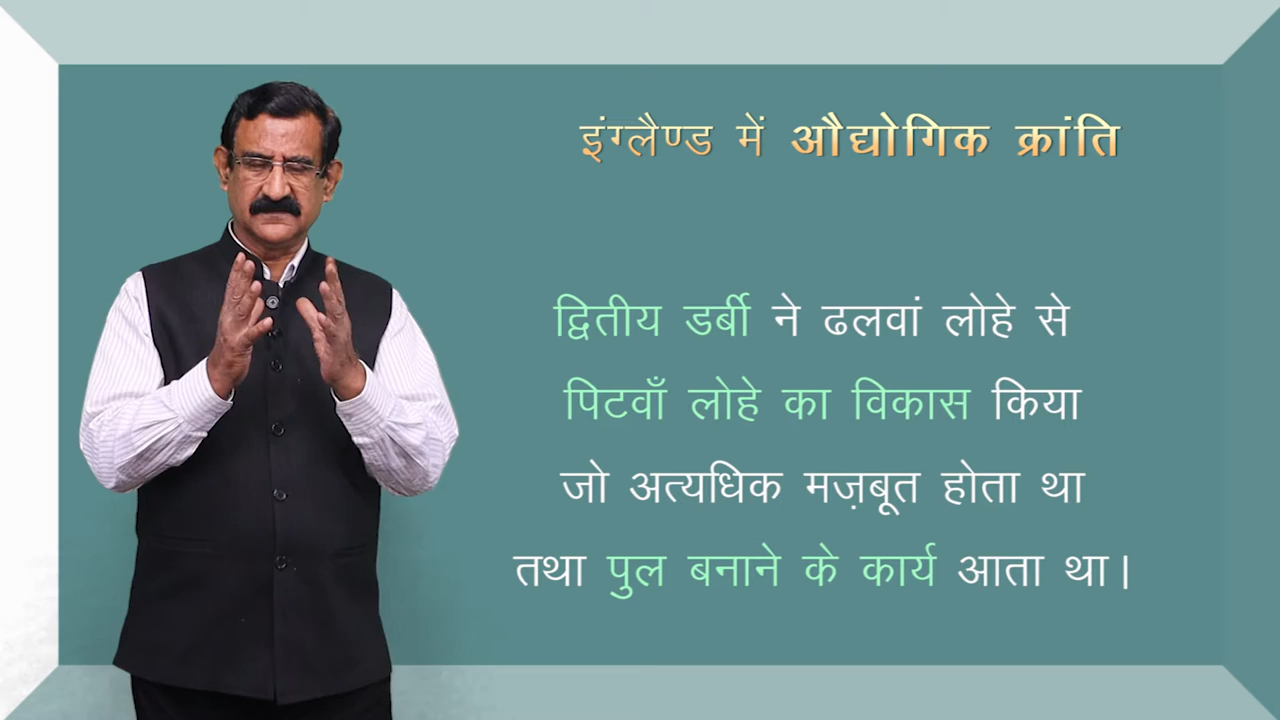 इंग्लैण्ड में औद्योगिक क्रांति
द्वितीय डर्बी ने ढलवां लोहे से
पिटवाँ लोहे का विकास किया
जो अत्यधिक मज़बूत होता था
तथा पुल बनाने के कार्य आता था।